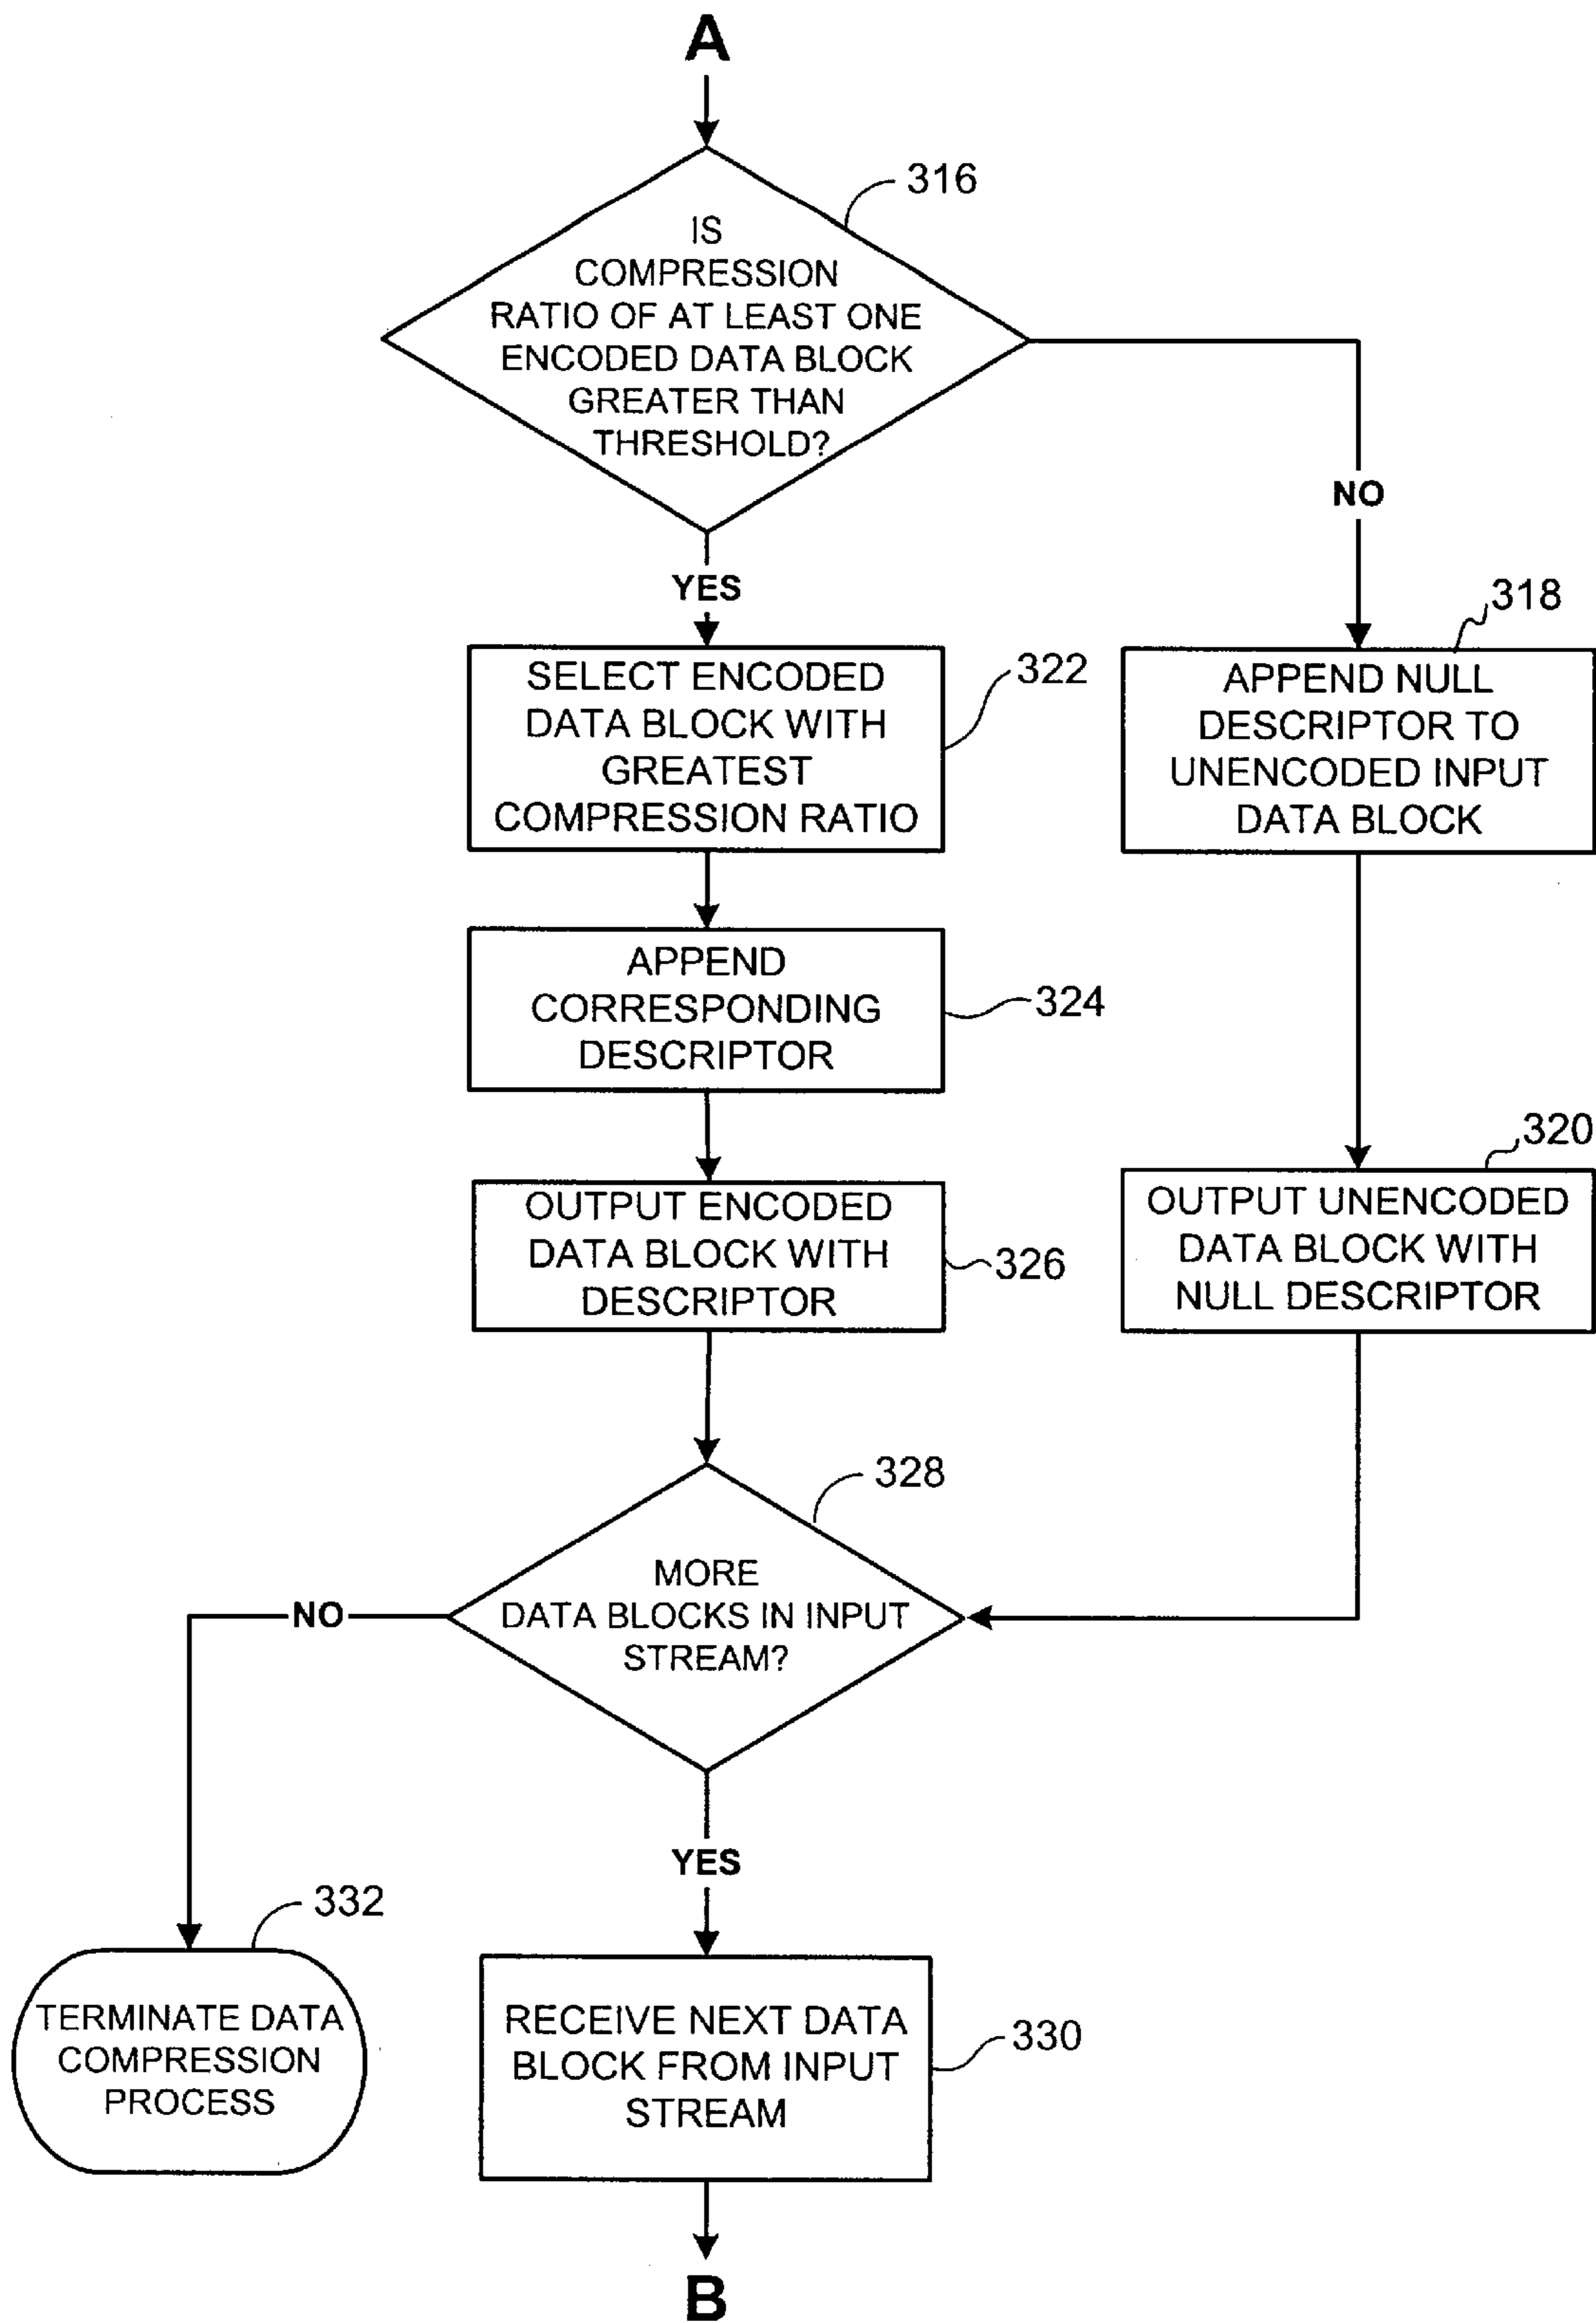 A
316
IS
COMPRESSION
RATIO OF AT LEAST ONE
ENCODED DATA BLOCK
GREATER THAN
THRESHOLD?
NO
YES
318
322
SELECT ENCODED
DATA BLOCK WITH
GREATEST
COMPRESSION RATIO
APPEND NULL
DESCRIPTOR TO
UNENCODED INPUT
DATA BLOCK
324
APPEND
CORRESPONDING
DESCRIPTOR
320
OUTPUT ENCODED
DATA BLOCK WITH
DESCRIPTOR
326
OUTPUT UNENCODED
DATA BLOCK WITH
NULL DESCRIPTOR
328
MORE
DATA BLOCKS IN INPUT
STREAM?
NO
YES
332
TERMINATE DATA
COMPRESSION
PROCESS
RECEIVE NEXT DATA
BLOCK FROM INPUT
STREAM
330
B